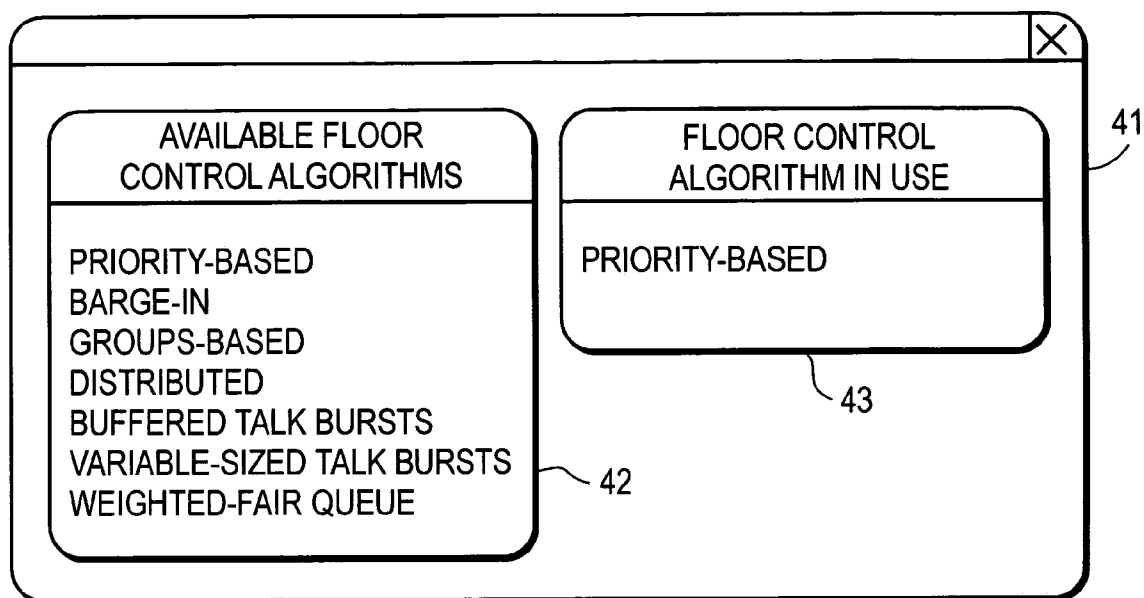 AVAILABLE FLOOR
CONTROL ALGORITHMS
PRIORITY-BASED
BARGE-IN
GROUPS-BASED
DISTRIBUTED
BUFFERED TALK BURSTS
VARIABLE-SIZED TALK BURSTS
WEIGHTED-FAIR QUEUE
42
FLOOR CONTROL
ALGORITHM IN USE
PRIORITY-BASED
43
41